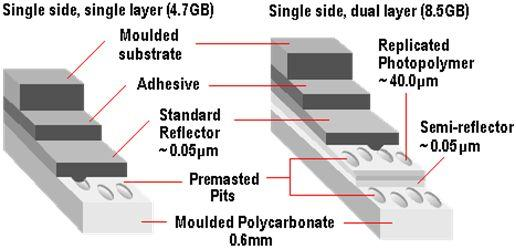 Single side, single layer (4.7GB)
Single side, dual layer (8.5GB)
Moulded
substrate
Adhesive
Standard
Reflector
~0.05µm
Replicated
Photopolymer
~40.0µm
Semi-reflector
~0.05µm
Premasted
Pits
Moulded Polycarbonate
0.6mm